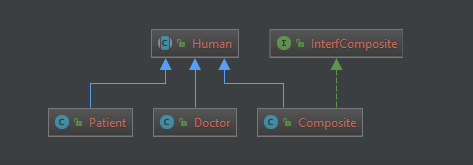 C Human
I InterfComposite
C Patient
C Doctor
C Composite